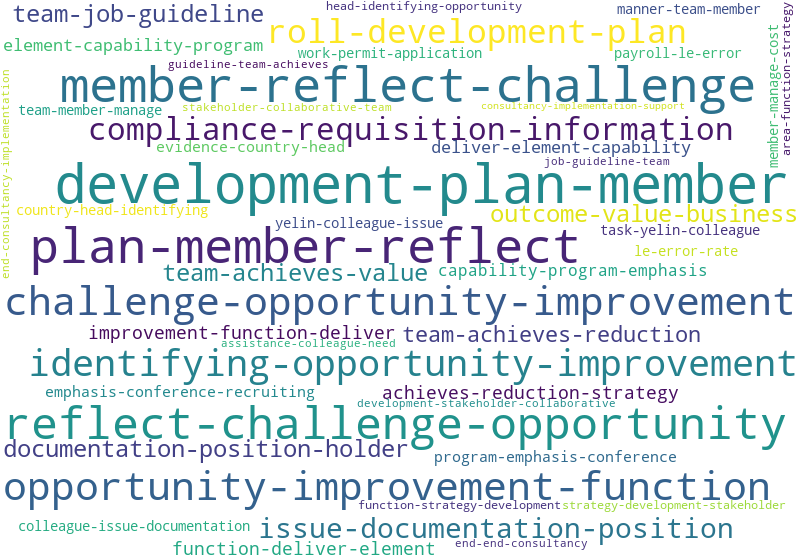 head-identifying-opportunity
team-job-guideline
manner-team-member
roll-development-plan
element-capability-program
work-permit-application
payroll-le-error
guideline-team-achieves
member-reflect-challenge
team-member-manage
stakeholder-collaborative-team
consultancy-implementation-support
member-manage-cost
area-function-strategy
end-consultancy-implementation
compliance-requisition-information
evidence-country-head
deliver-element-capability
job-guideline-team
development-plan-member
country-head-identifying
outcome-value-business
yelin-colleague-issue
task-yelin-colleague
plan-member-reflect
le-error-rate
team-achieves-value
capability-program-emphasis
challenge-opportunity-improvement
improvement-function-deliver
team-achieves-reduction
assistance-colleague-need
identifying-opportunity-improvement
emphasis-conference-recruiting
achieves-reduction-strategy
development-stakeholder-collaborative
reflect-challenge-opportunity
documentation-position-holder
program-emphasis-conference
opportunity-improvement-function
function-strategy-development
strategy-development-stakeholder
colleague-issue-documentation
issue-documentation-position
function-deliver-element
end-end-consultancy